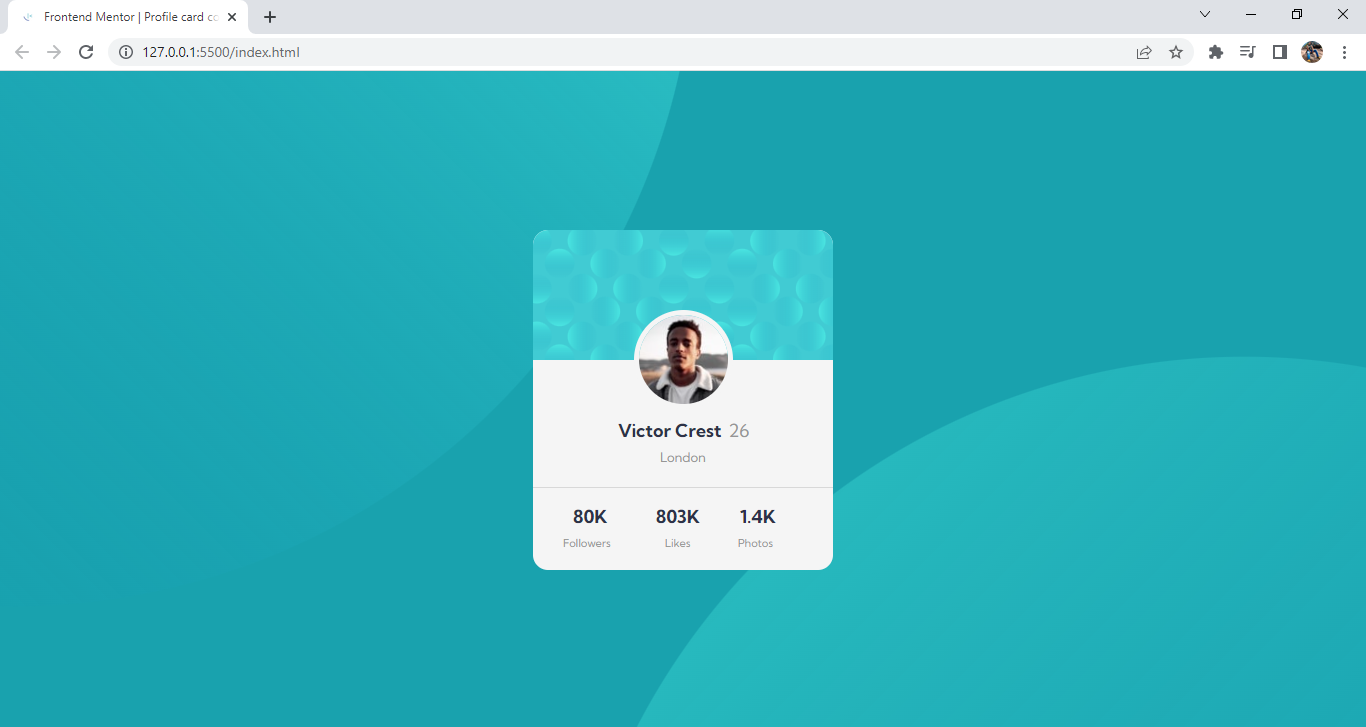 Frontend Mentor | Profile card co
127.0.0.1:5500/index.html
Victor Crest 26
London
80K 803K 1.4K
Followers Likes Photos